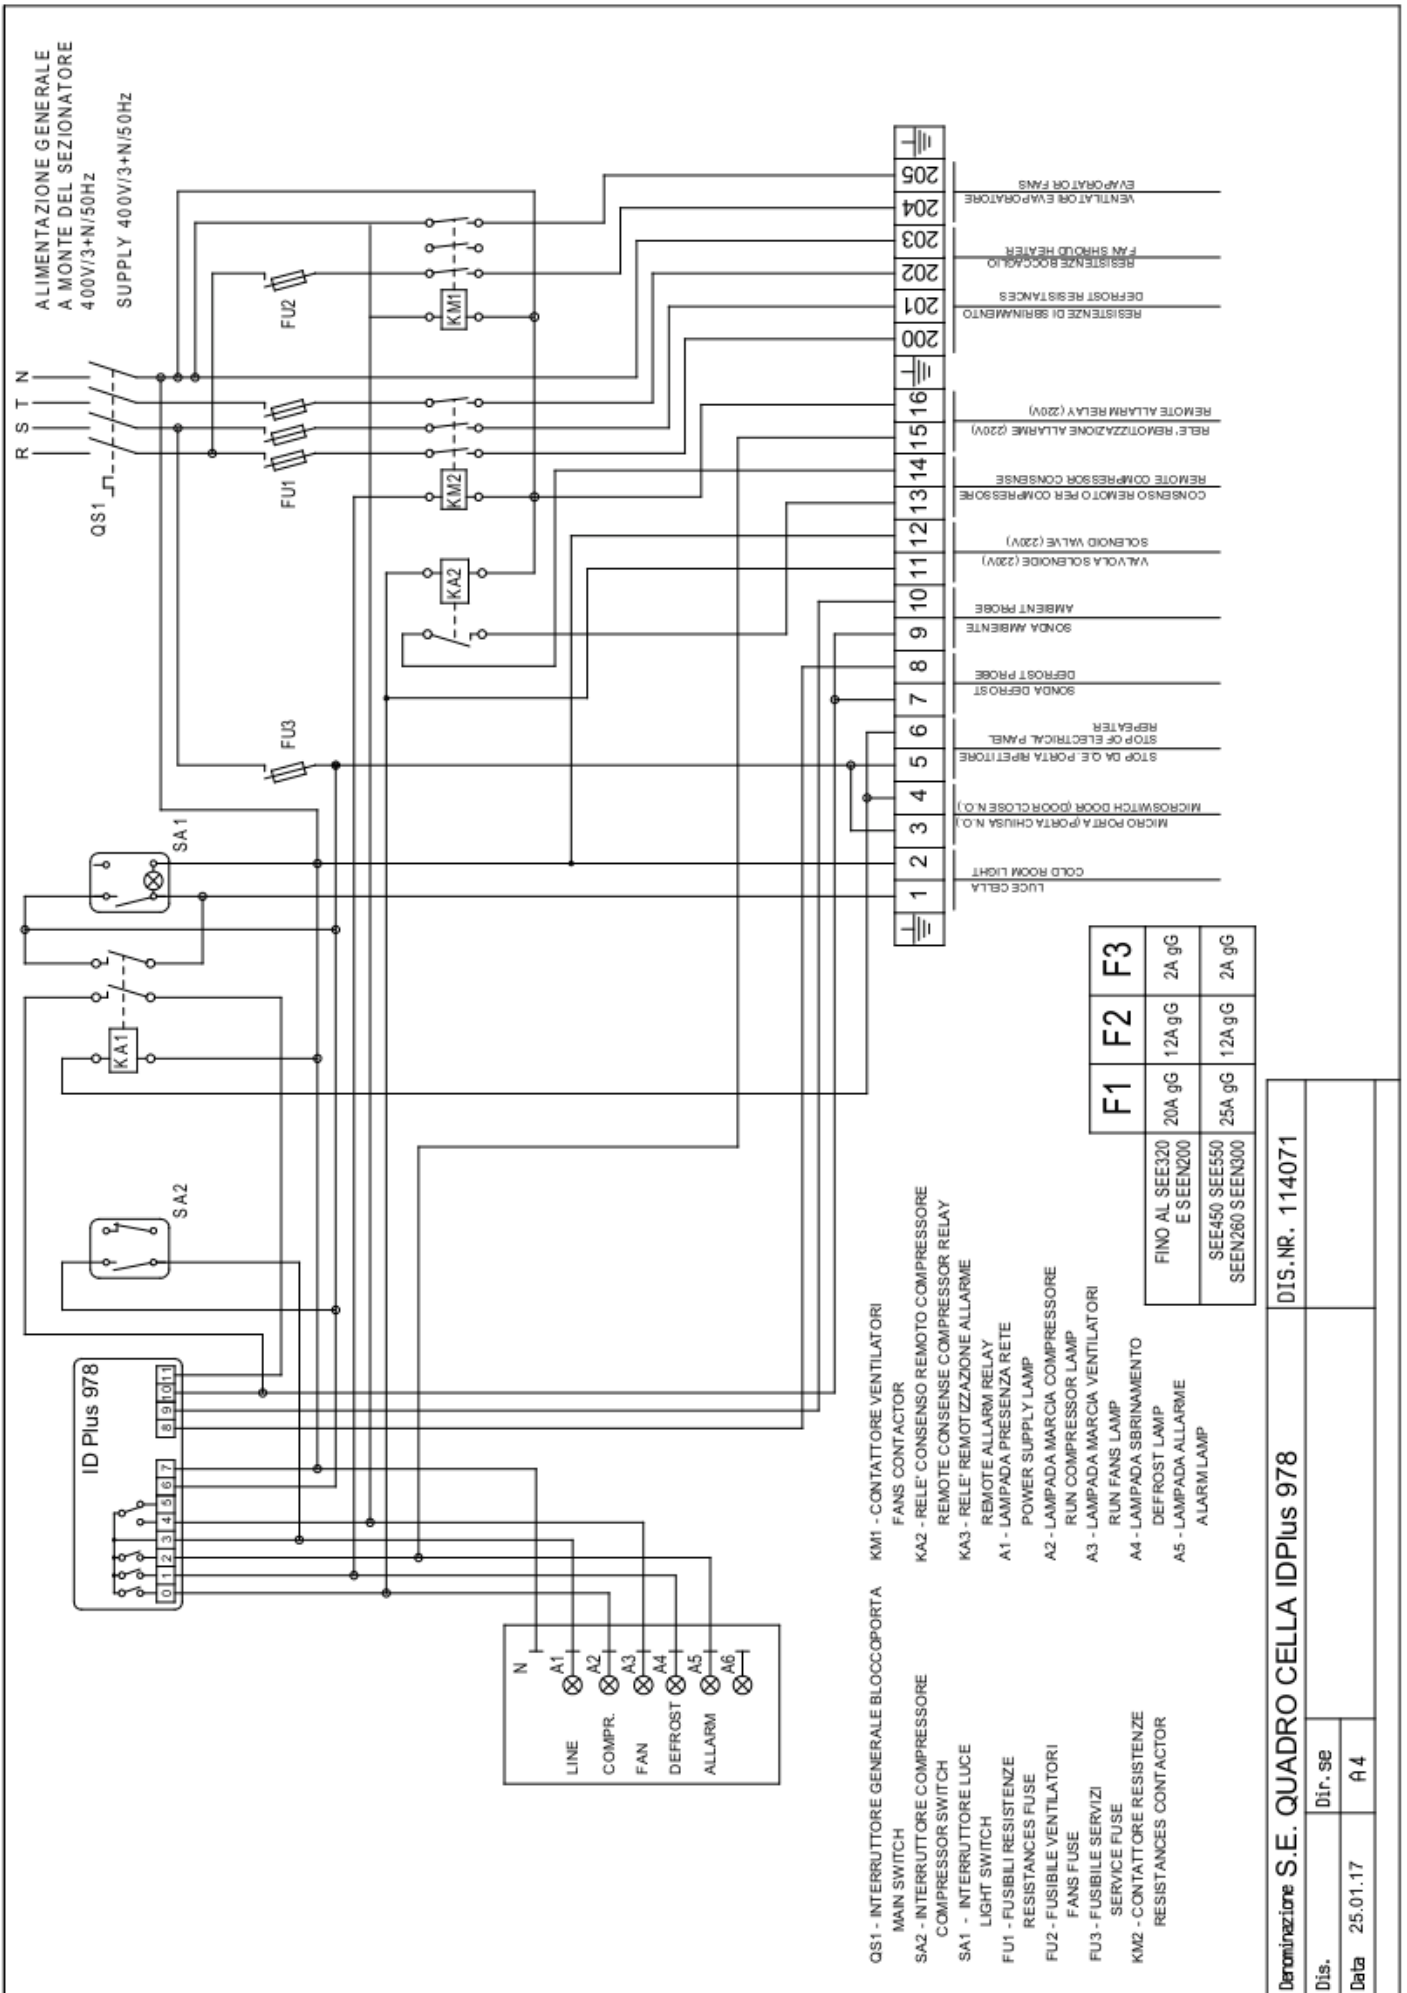 ALIMENTAZIONE GENERALE
A MONTE DEL SEZIONATORE
400V/3+N/50Hz
SUPPLY 400V/3+N/50Hz
R
S
T
N
QS1
FU1
FU2
FU3
KM2
KM1
KA2
SA1
KA1
SA2
ID Plus 978
0
1
2
3
4
5
6
7
8
9
10
11
N
A1
A2
A3
A4
A5
A6
LINE
COMPR.
FAN
DEFROST
ALLARM
1
2
3
4
5
6
7
8
9
10
11
12
13
14
15
16
200
201
202
203
204
205
LUCE CELLA
COLD ROOM LIGHT
MICRO PORTA (PORTA CHIUSA N.O.)
MICROSWITCH DOOR (DOOR CLOSE N.O.)
STOP DA Q.E. PORTA RIPETITORE
STOP OF ELECTRICAL PANEL
REPEATER
SONDA DEFROST
DEFROST PROBE
SONDA AMBIENTE
AMBIENT PROBE
VALVOLA SOLENOIDE (220V)
SOLENOID VALVE (220V)
CONSENSO REMOTO PER COMPRESSORE
REMOTE COMPRESSOR CONSENSE
RELE' REMOTIZZAZIONE ALLARME (220V)
REMOTE ALLARM RELAY (220V)
RESISTENZE DI SBRINAMENTO
DEFROST RESISTANCES
RESISTENZE BOCCAGLIO
FAN SHROUD HEATER
VENTILATORI EVAPORATORE
EVAPORATOR FANS
QS1 - INTERRUTTORE GENERALE BLOCCOPORTA
MAIN SWITCH
SA2 - INTERRUTTORE COMPRESSORE
COMPRESSOR SWITCH
SA1 - INTERRUTTORE LUCE
LIGHT SWITCH
FU1 - FUSIBILI RESISTENZE
RESISTANCES FUSE
FU2 - FUSIBILE VENTILATORI
FANS FUSE
FU3 - FUSIBILE SERVIZI
SERVICE FUSE
KM2 - CONTATTORE RESISTENZE
RESISTANCES CONTACTOR
KM1 - CONTATTORE VENTILATORI
FANS CONTACTOR
KA2 - RELE' CONSENSO REMOTO COMPRESSORE
REMOTE CONSENSE COMPRESSOR RELAY
KA3 - RELE' REMOTIZZAZIONE ALLARME
REMOTE ALLARM RELAY
A1 - LAMPADA PRESENZA RETE
POWER SUPPLY LAMP
A2 - LAMPADA MARCIA COMPRESSORE
RUN COMPRESSOR LAMP
A3 - LAMPADA MARCIA VENTILATORI
RUN FANS LAMP
A4 - LAMPADA SBRINAMENTO
DEFROST LAMP
A5 - LAMPADA ALLARME
ALARM LAMP
F1 F2 F3
FINO AL SEE320
E SEEN200
20A gG 12A gG 2A gG
SEE450 SEE550
SEEN260 SEEN300
25A gG 12A gG 2A gG
Denominazione S.E. QUADRO CELLA IDPlus 978
DIS.NR. 114071
Dis.
Dir.se
Data 25.01.17
A4